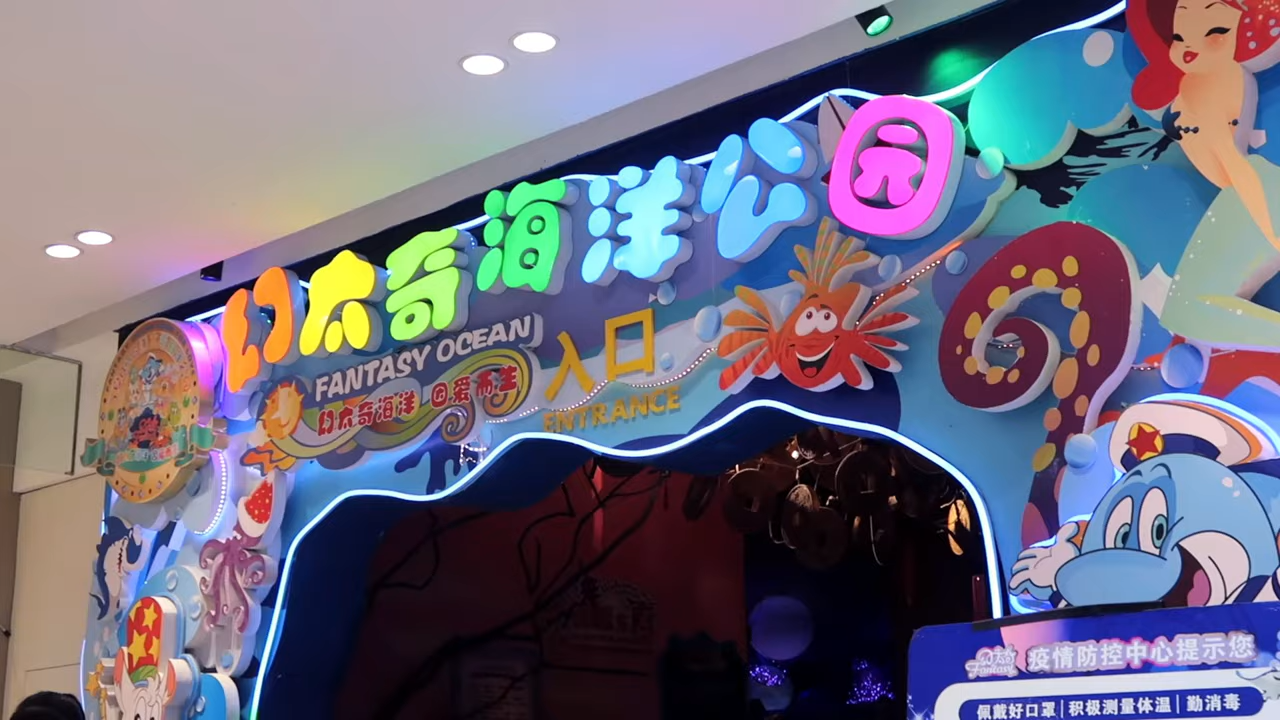 幻太奇海洋公园
FANTASY OCEAN
幻太奇海洋 因爱而生
入口
ENTRANCE
Fantasy
疫情防控中心提示您
佩戴好口罩|积极测量体温|勤消毒